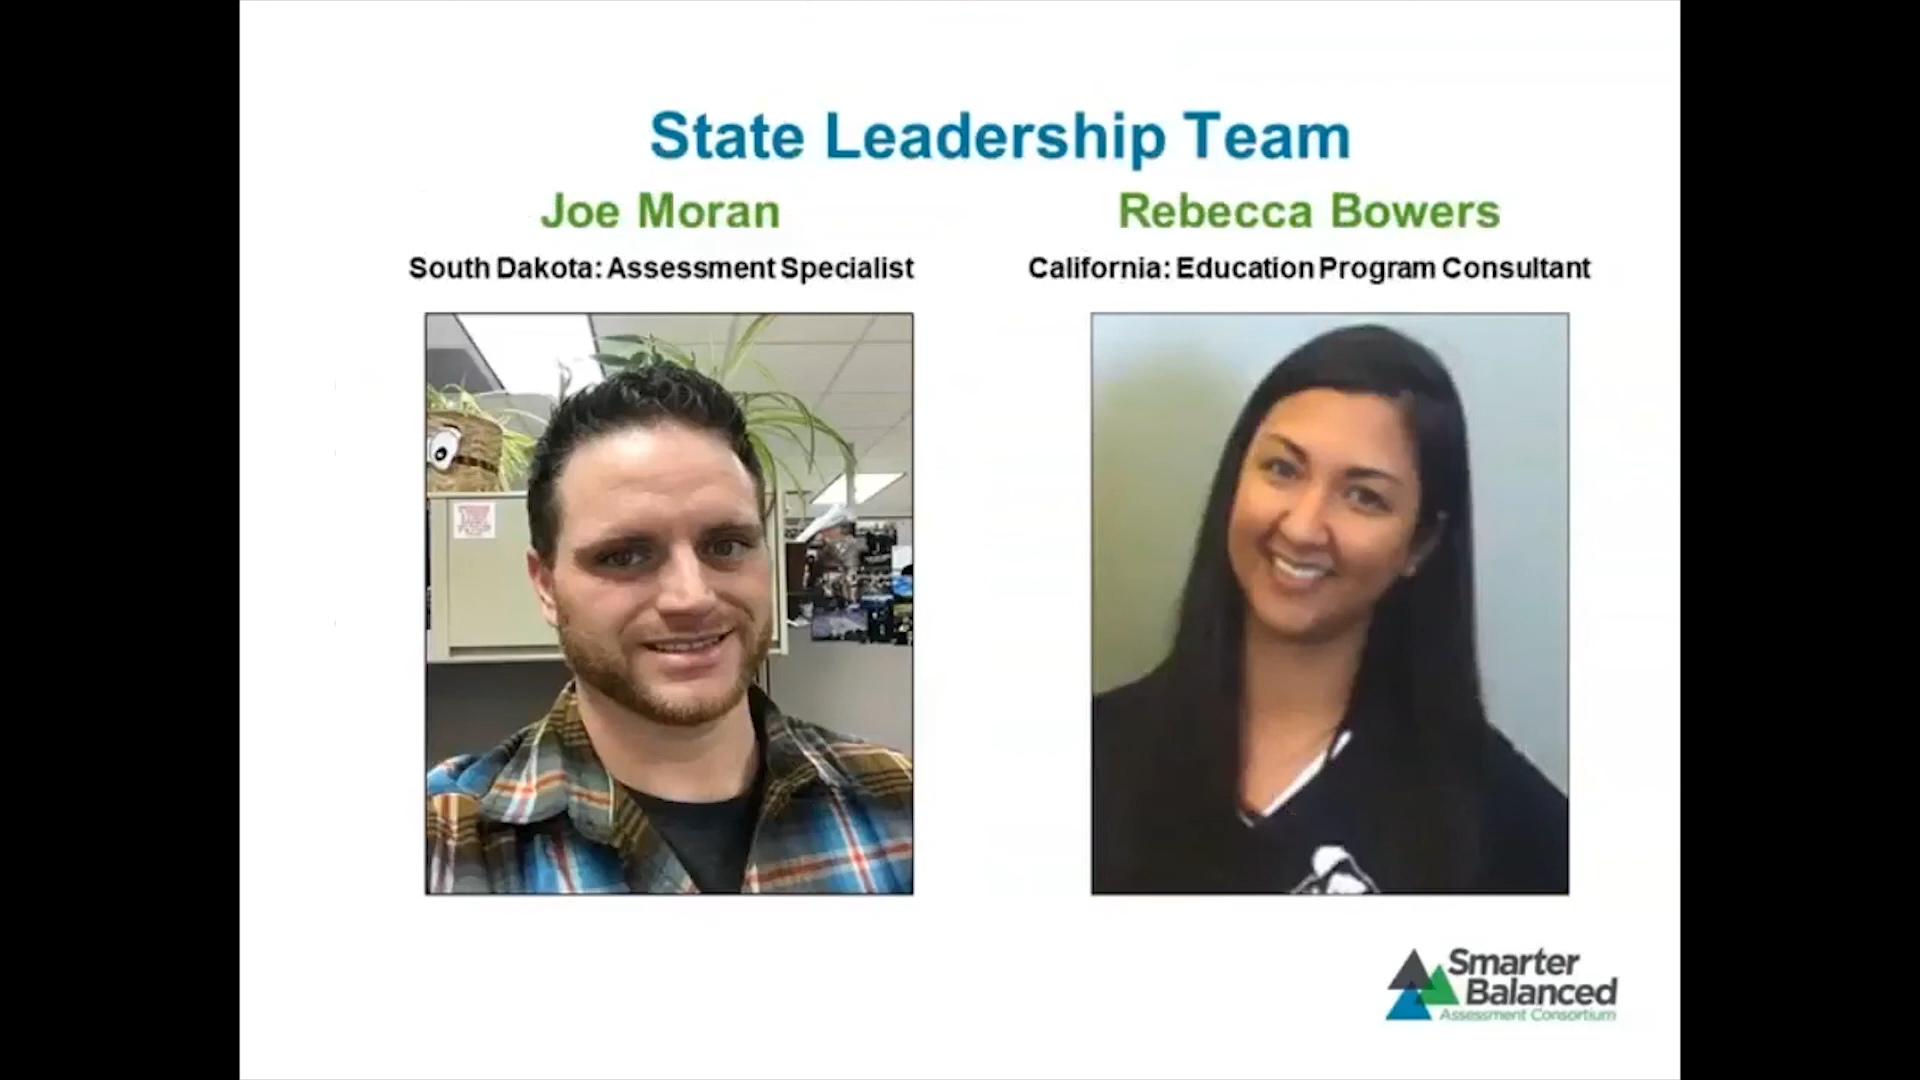 State Leadership Team
Joe Moran
Rebecca Bowers
South Dakota: Assessment Specialist
California: Education Program Consultant
Smarter
Balanced
Assessment Consortium